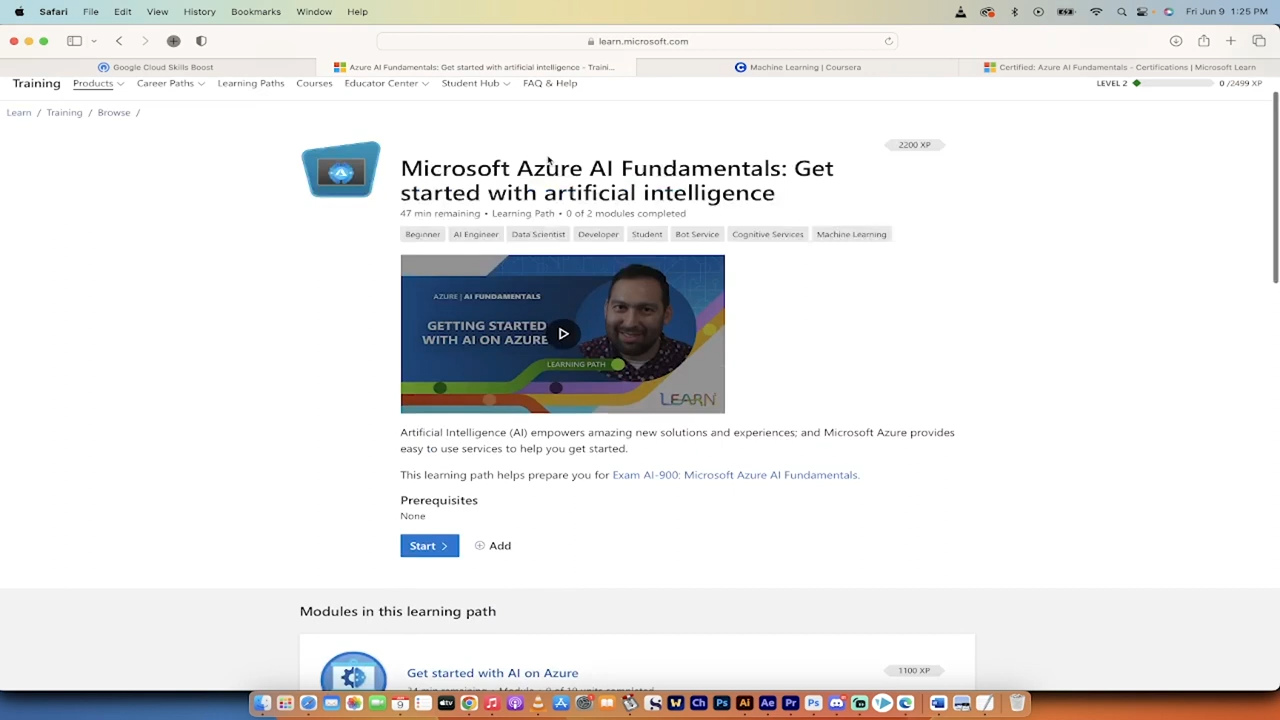 Safari File Edit View History Bookmarks Window Help Fri Jun 9 1:25 PM
learn.microsoft.com
Google Cloud Skills Boost
Azure AI Fundamentals: Get started with artificial intelligence - Traini...
Machine Learning | Coursera
Certified: Azure AI Fundamentals - Certifications | Microsoft Learn
Training Products Career Paths Learning Paths Courses Educator Center Student Hub FAQ & Help LEVEL 2 0 /2499 XP
Learn / Training / Browse /
2200 XP
Microsoft Azure AI Fundamentals: Get
started with artificial intelligence
47 min remaining • Learning Path • 0 of 2 modules completed
Beginner AI Engineer Data Scientist Developer Student Bot Service Cognitive Services Machine Learning
AZURE | AI FUNDAMENTALS
GETTING STARTED
WITH AI ON AZURE
LEARNING PATH
LEARN
Artificial Intelligence (AI) empowers amazing new solutions and experiences; and Microsoft Azure provides
easy to use services to help you get started.
This learning path helps prepare you for Exam AI-900: Microsoft Azure AI Fundamentals.
Prerequisites
None
Start > Add
Modules in this learning path
Get started with AI on Azure
1100 XP